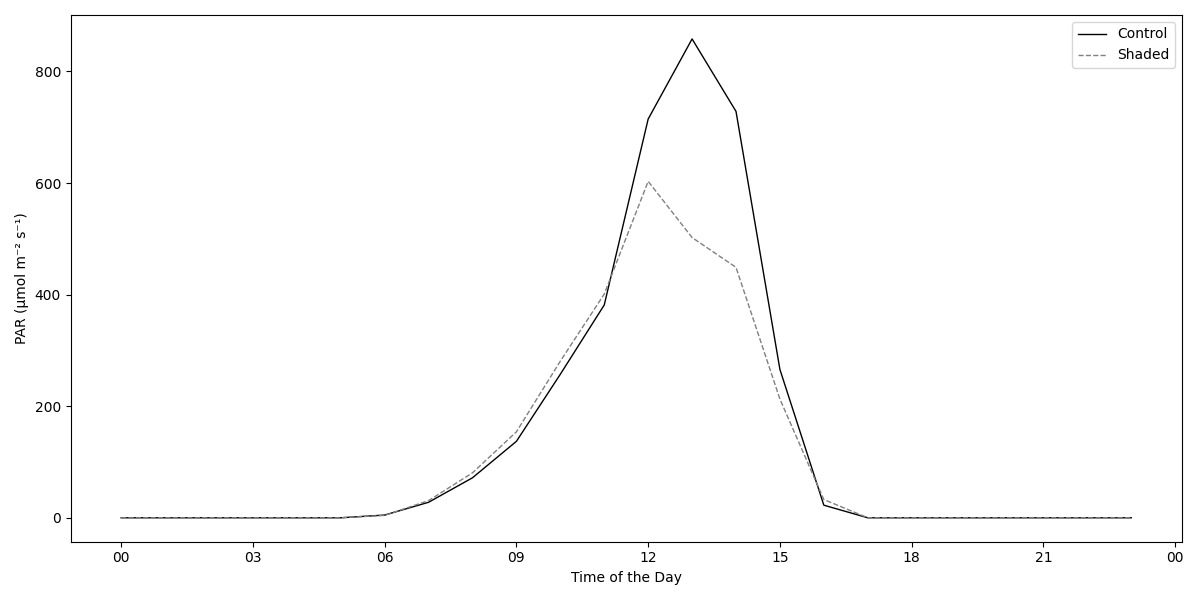 Control
Shaded
PAR (μmol m⁻² s⁻¹)
800
600
400
200
0
00 03 06 09 12 15 18 21 00
Time of the Day